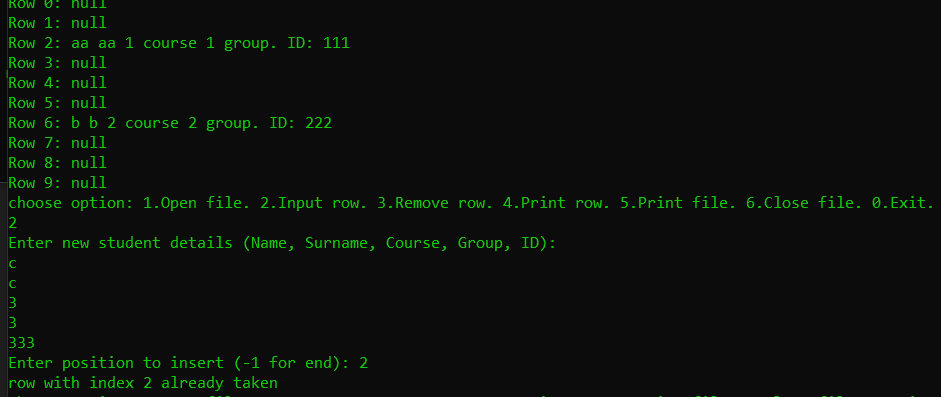 Row 0: null
Row 1: null
Row 2: aa aa 1 course 1 group. ID: 111
Row 3: null
Row 4: null
Row 5: null
Row 6: b b 2 course 2 group. ID: 222
Row 7: null
Row 8: null
Row 9: null
choose option: 1.Open file. 2.Input row. 3.Remove row. 4.Print row. 5.Print file. 6.Close file. 0.Exit.
2
Enter new student details (Name, Surname, Course, Group, ID):
c
c
3
3
333
Enter position to insert (-1 for end): 2
row with index 2 already taken